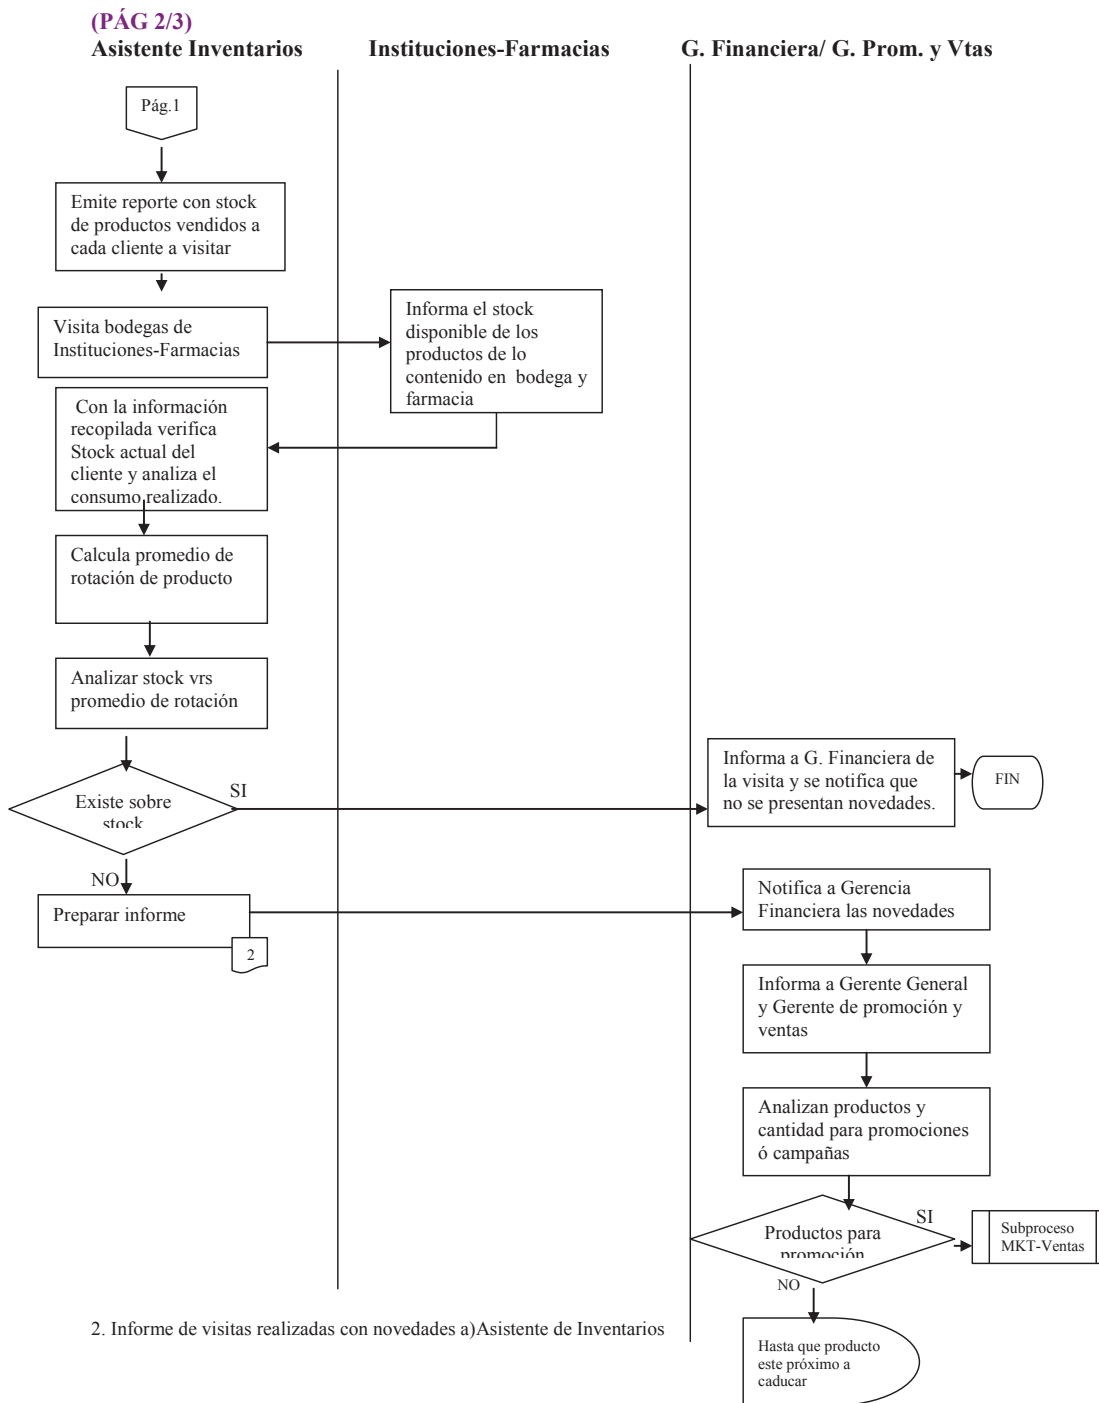 (PÁG 2/3)
Asistente Inventarios
Instituciones-Farmacias
G. Financiera/ G. Prom. y Vtas
Pág.1
Emite reporte con stock
de productos vendidos a
cada cliente a visitar
Visita bodegas de
Instituciones-Farmacias
Informa el stock
disponible de los
productos de lo
contenido en bodega y
farmacia
Con la información
recopilada verifica
Stock actual del
cliente y analiza el
consumo realizado.
Calcula promedio de
rotación de producto
Analizar stock vrs
promedio de rotación
Existe sobre
stock
SI
Informa a G. Financiera de
la visita y se notifica que
no se presentan novedades.
FIN
NO
Preparar informe
2
Notifica a Gerencia
Financiera las novedades
Informa a Gerente General
y Gerente de promoción y
ventas
Analizan productos y
cantidad para promociones
ó campañas
Productos para
promoción
SI
Subproceso
MKT-Ventas
NO
Hasta que producto
este próximo a
caducar
2. Informe de visitas realizadas con novedades a)Asistente de Inventarios